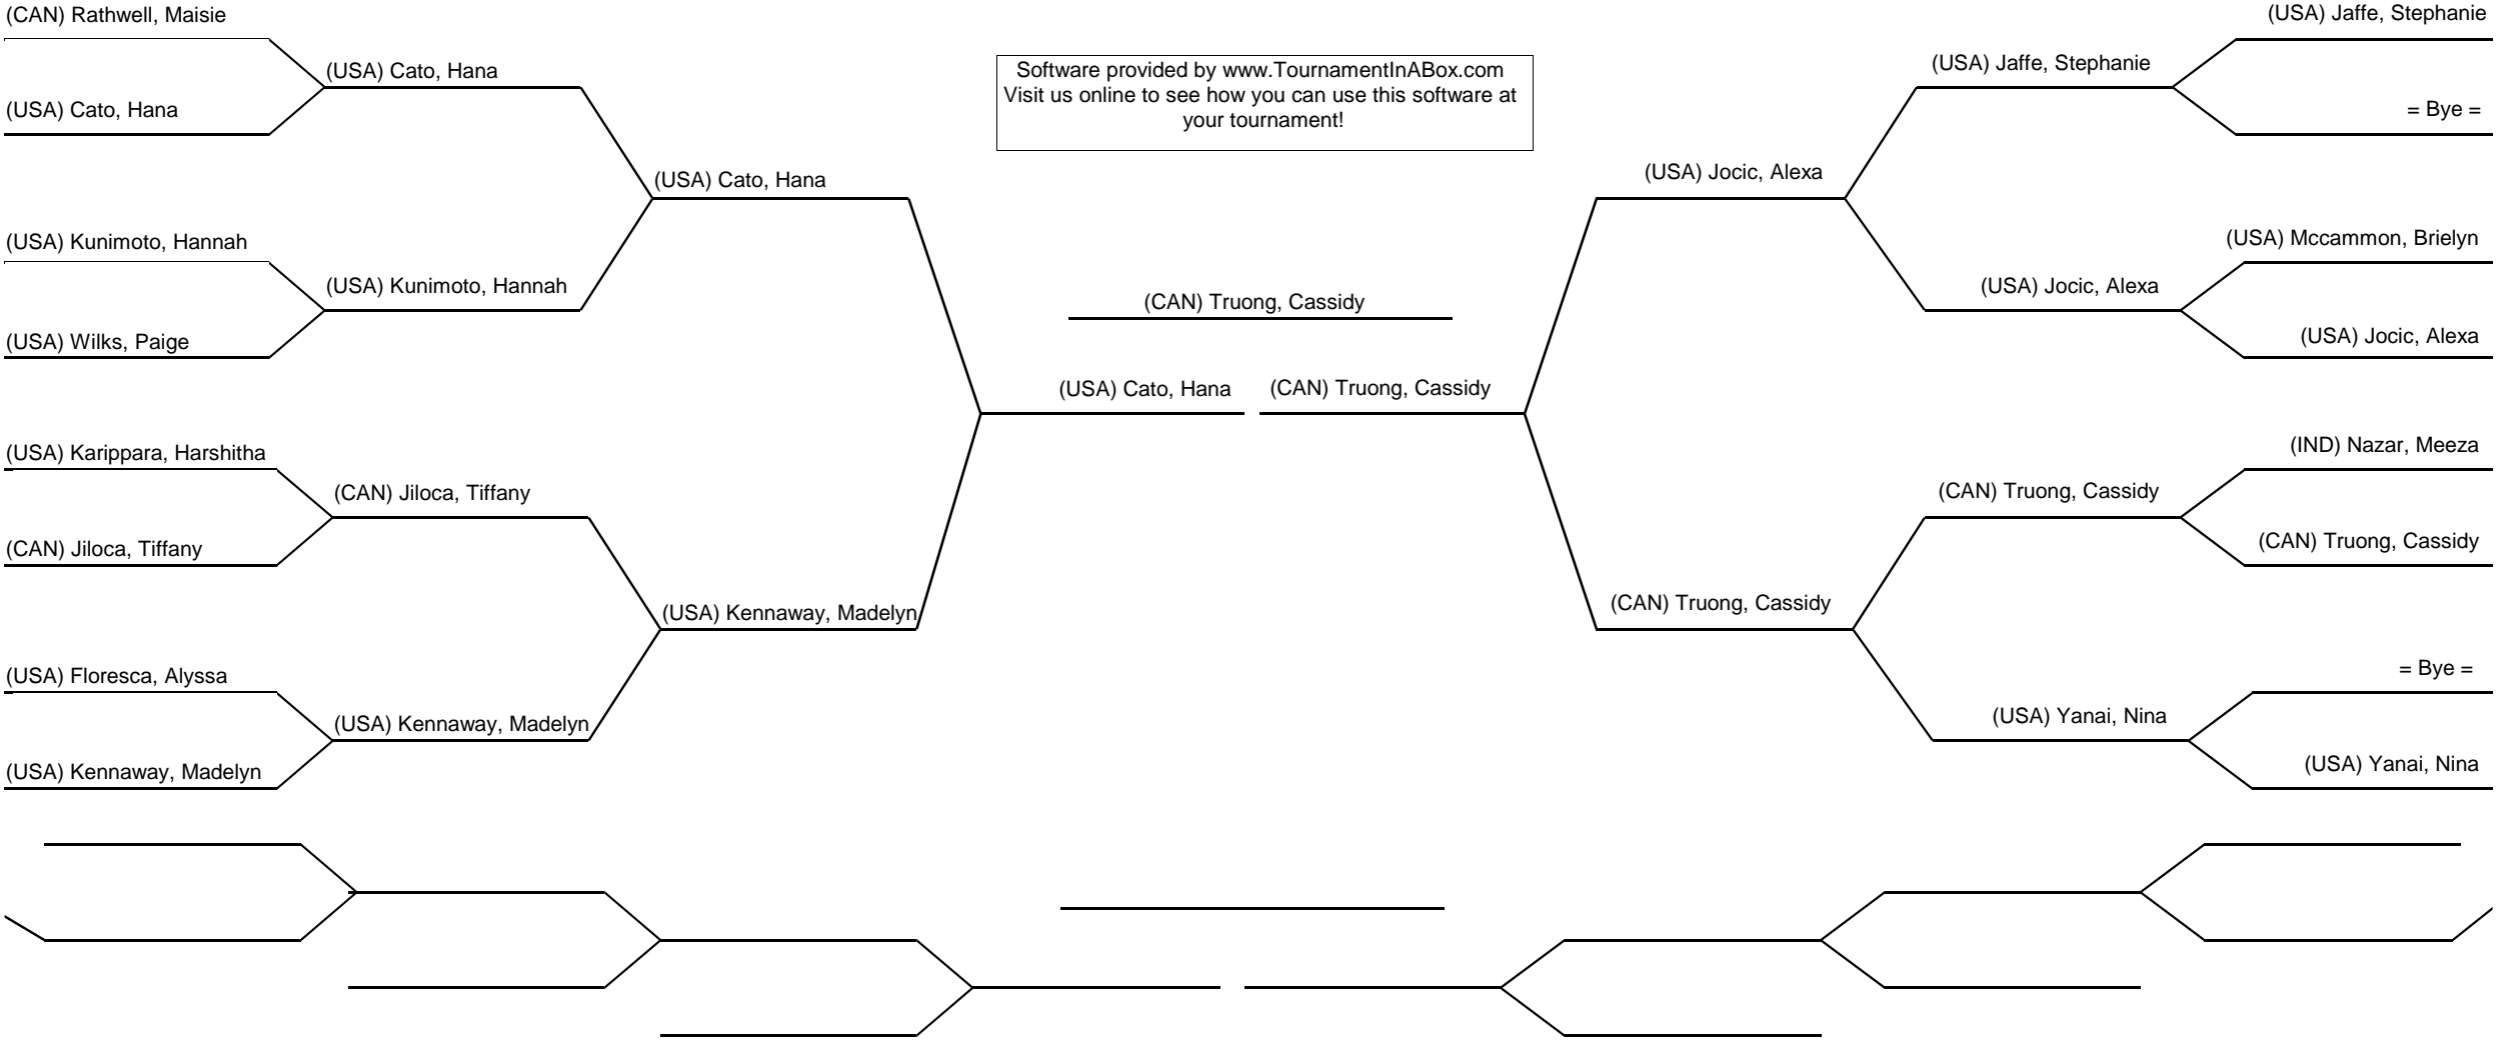 (CAN) Rathwell, Maisie
(USA) Cato, Hana
(USA) Kunimoto, Hannah
(USA) Wilks, Paige
(USA) Karippara, Harshitha
(CAN) Jiloca, Tiffany
(USA) Floresca, Alyssa
(USA) Kennaway, Madelyn
(USA) Cato, Hana
(USA) Kunimoto, Hannah
(CAN) Jiloca, Tiffany
(USA) Kennaway, Madelyn
(USA) Cato, Hana
(USA) Kennaway, Madelyn
Software provided by www.TournamentInABox.com
Visit us online to see how you can use this software at
your tournament!
(CAN) Truong, Cassidy
(USA) Cato, Hana
(CAN) Truong, Cassidy
(USA) Jocic, Alexa
(CAN) Truong, Cassidy
(USA) Jaffe, Stephanie
(USA) Jocic, Alexa
(CAN) Truong, Cassidy
(USA) Yanai, Nina
(USA) Jaffe, Stephanie
= Bye =
(USA) Mccammon, Brielyn
(USA) Jocic, Alexa
(IND) Nazar, Meeza
(CAN) Truong, Cassidy
= Bye =
(USA) Yanai, Nina